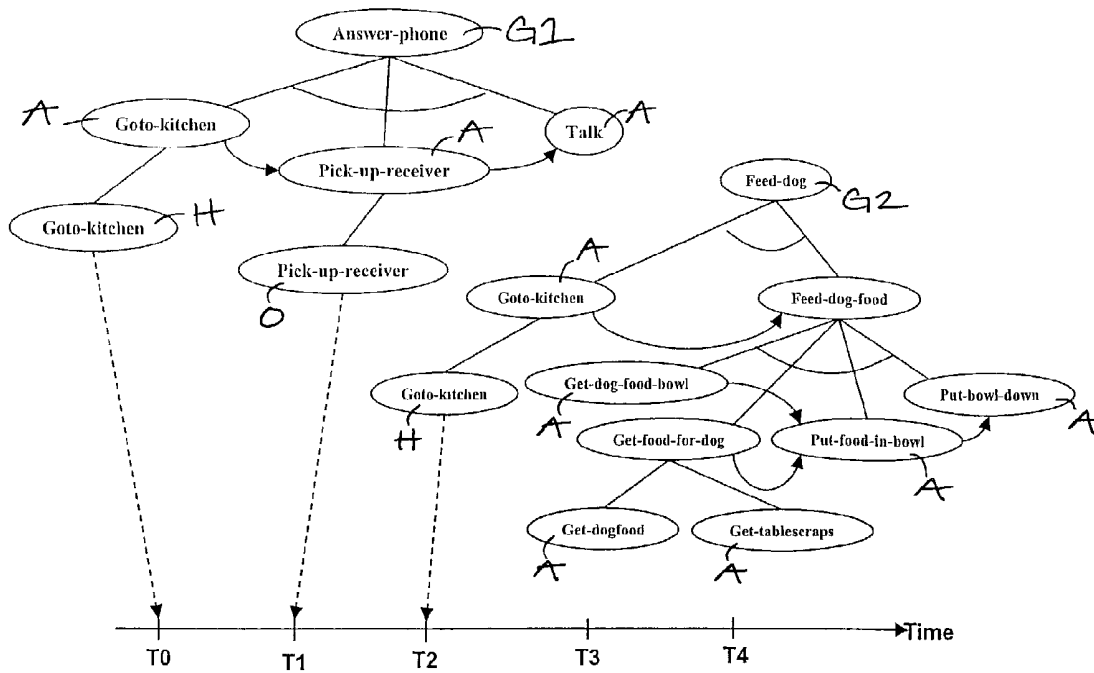 Answer-phone
G1
A
Goto-kitchen
Talk
A
A
Pick-up-receiver
Feed-dog
G2
Goto-kitchen
H
Pick-up-receiver
O
A
Goto-kitchen
Feed-dog-food
Goto-kitchen
H
Get-dog-food-bowl
A
Put-bowl-down
A
Get-food-for-dog
Put-food-in-bowl
A
Get-dogfood
A
Get-tablescraps
A
T0
T1
T2
T3
T4
Time